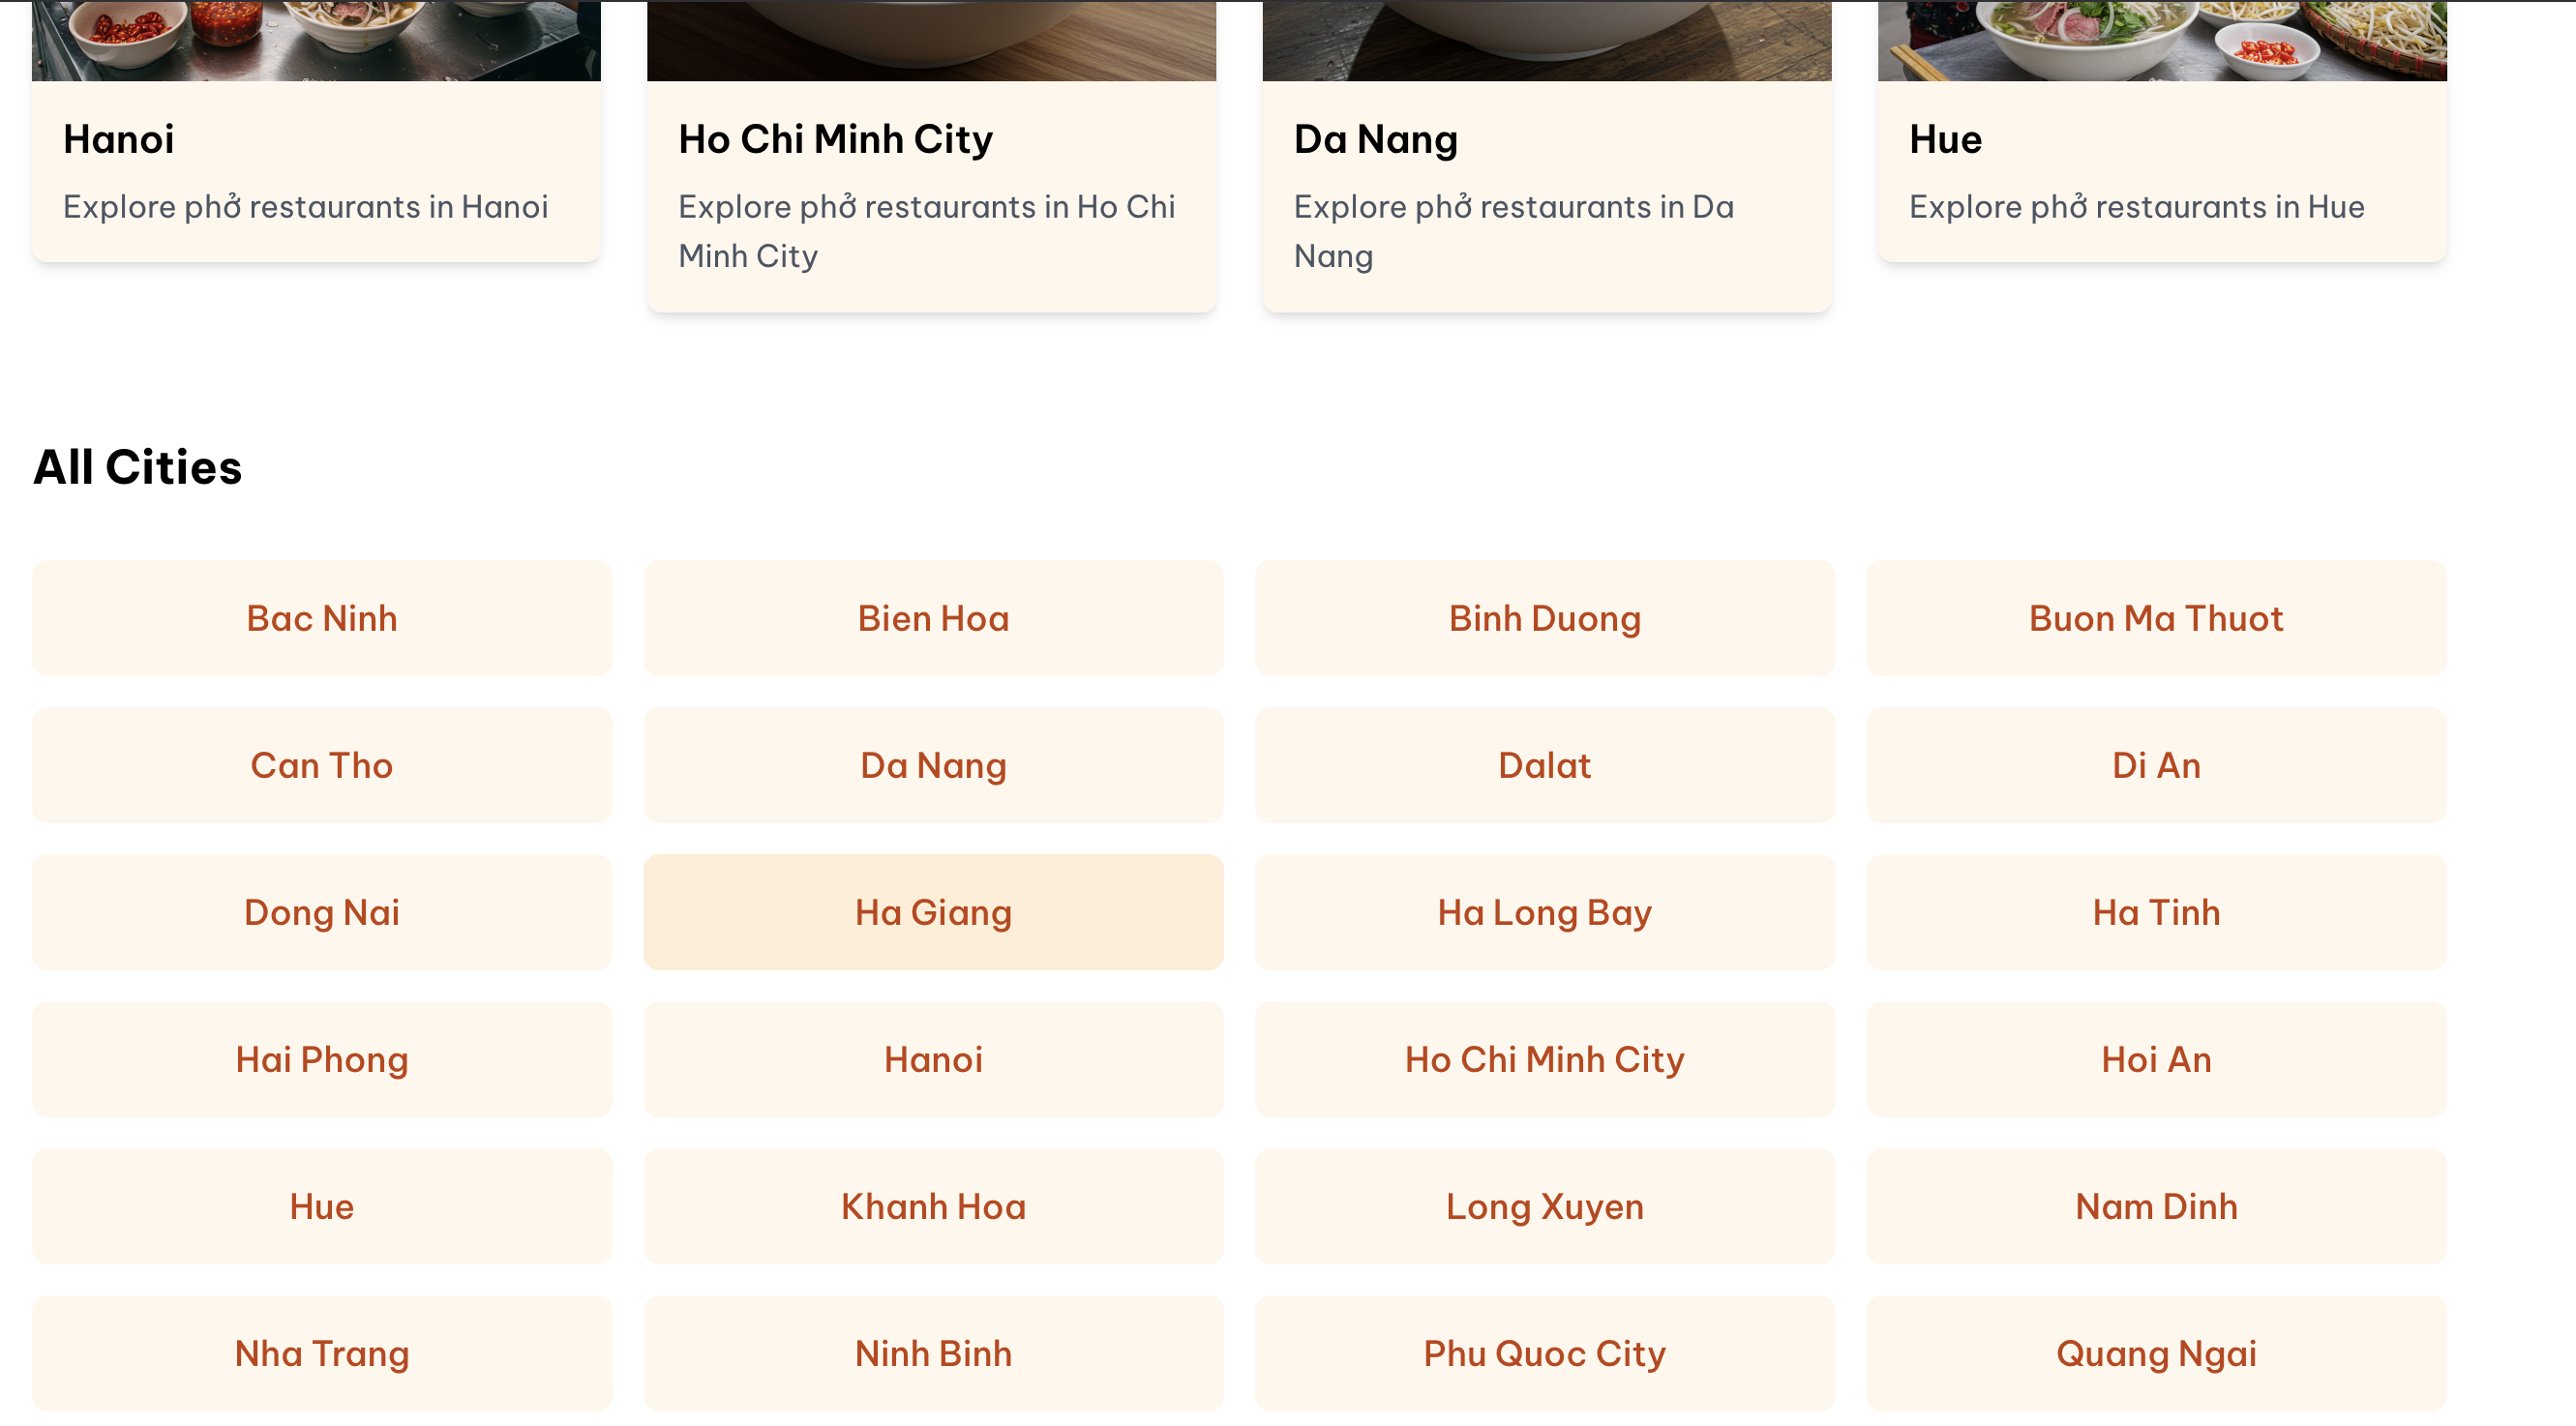 Hanoi
Explore phở restaurants in Hanoi
Ho Chi Minh City
Explore phở restaurants in Ho Chi
Minh City
Da Nang
Explore phở restaurants in Da
Nang
Hue
Explore phở restaurants in Hue
All Cities
Bac Ninh
Bien Hoa
Binh Duong
Buon Ma Thuot
Can Tho
Da Nang
Dalat
Di An
Dong Nai
Ha Giang
Ha Long Bay
Ha Tinh
Hai Phong
Hanoi
Ho Chi Minh City
Hoi An
Hue
Khanh Hoa
Long Xuyen
Nam Dinh
Nha Trang
Ninh Binh
Phu Quoc City
Quang Ngai